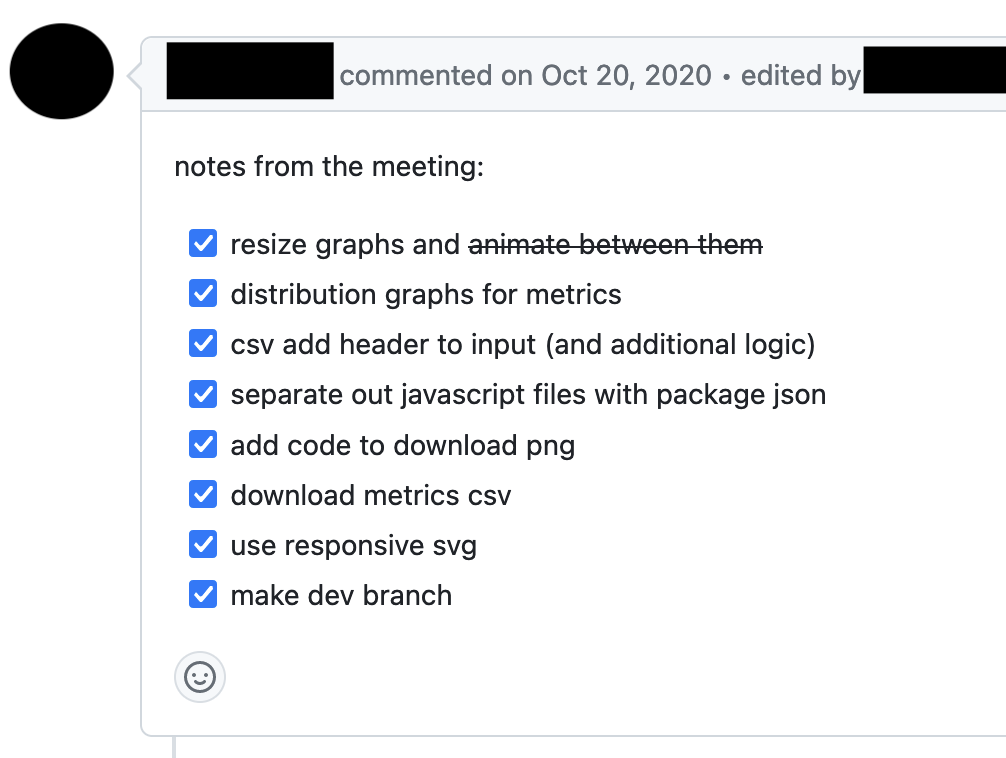 commented on Oct 20, 2020 • edited by
notes from the meeting:
resize graphs and animate between them
distribution graphs for metrics
csv add header to input (and additional logic)
separate out javascript files with package json
add code to download png
download metrics csv
use responsive svg
make dev branch